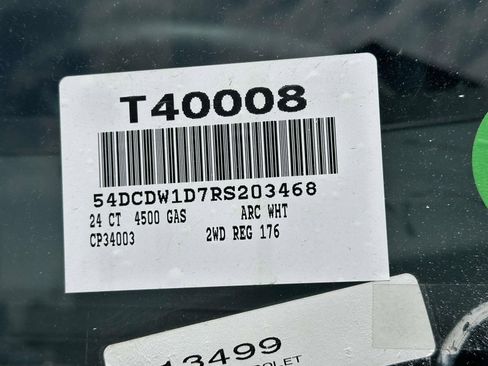 T40008
54DCDW1D7RS203468
24 CT 4500 GAS ARC WHT
CP34003 2WD REG 176
13499